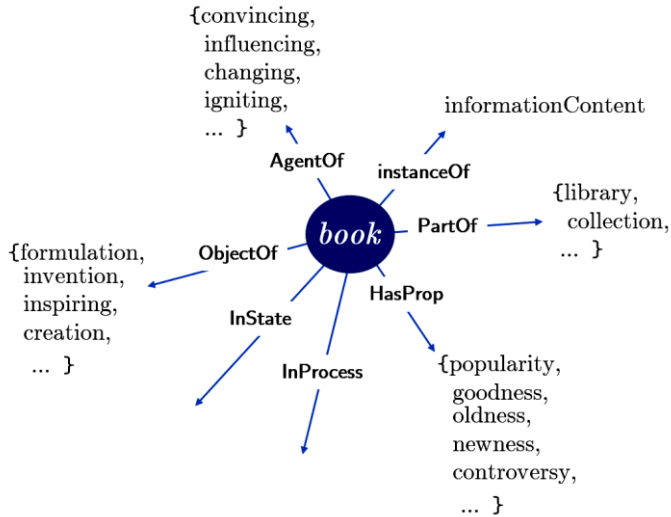 {convincing,
influencing,
changing,
igniting,
... }
AgentOf
informationContent
instanceOf
{library,
collection,
... }
PartOf
book
ObjectOf
{formulation,
invention,
inspiring,
creation,
... }
HasProp
InState
InProcess
{popularity,
goodness,
oldness,
newness,
controversy,
... }